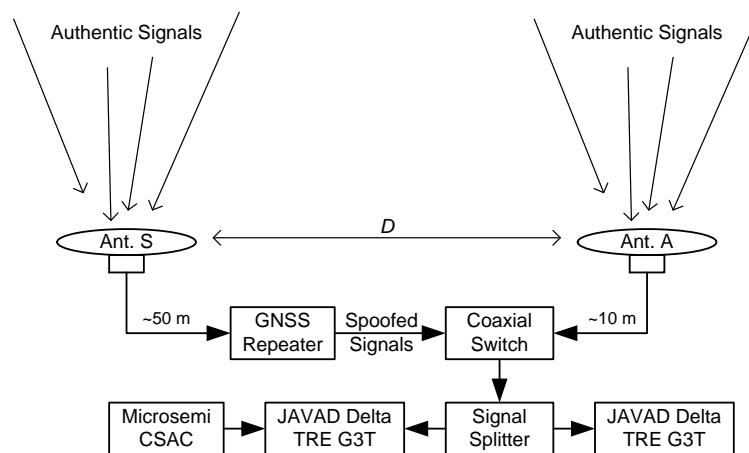 Authentic Signals
Authentic Signals
Ant. S
D
Ant. A
~50 m
GNSS
Repeater
Spoofed
Signals
Coaxial
Switch
~10 m
Microsemi
CSAC
JAVAD Delta
TRE G3T
Signal
Splitter
JAVAD Delta
TRE G3T